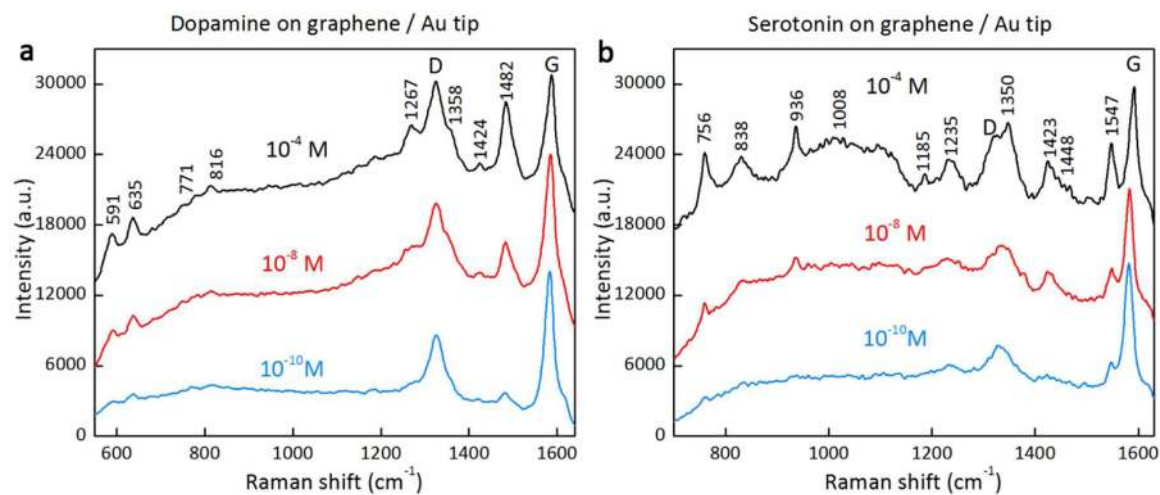 Dopamine on graphene / Au tip
a
Intensity (a.u.)
30000
24000
18000
12000
6000
0
591
635
771
816
1267
D
1358
1424
1482
G
10⁻⁴ M
10⁻⁸ M
10⁻¹⁰ M
600 800 1000 1200 1400 1600
Raman shift (cm⁻¹)
Serotonin on graphene / Au tip
b
Intensity (a.u.)
30000
24000
18000
12000
6000
0
756
838
936
1008
1185
1235
D
1350
1423
1448
1547
G
10⁻⁴ M
10⁻⁸ M
10⁻¹⁰M
800 1000 1200 1400 1600
Raman shift (cm⁻¹)